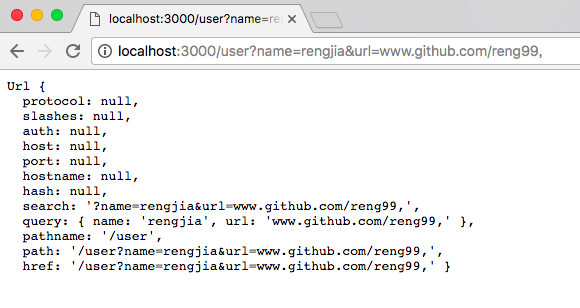 localhost:3000/user?name=re
localhost:3000/user?name=rengjia&url=www.github.com/reng99,
Url {
  protocol: null,
  slashes: null,
  auth: null,
  host: null,
  port: null,
  hostname: null,
  hash: null,
  search: '?name=rengjia&url=www.github.com/reng99,',
  query: { name: 'rengjia', url: 'www.github.com/reng99,' },
  pathname: '/user',
  path: '/user?name=rengjia&url=www.github.com/reng99,',
  href: '/user?name=rengjia&url=www.github.com/reng99,' }